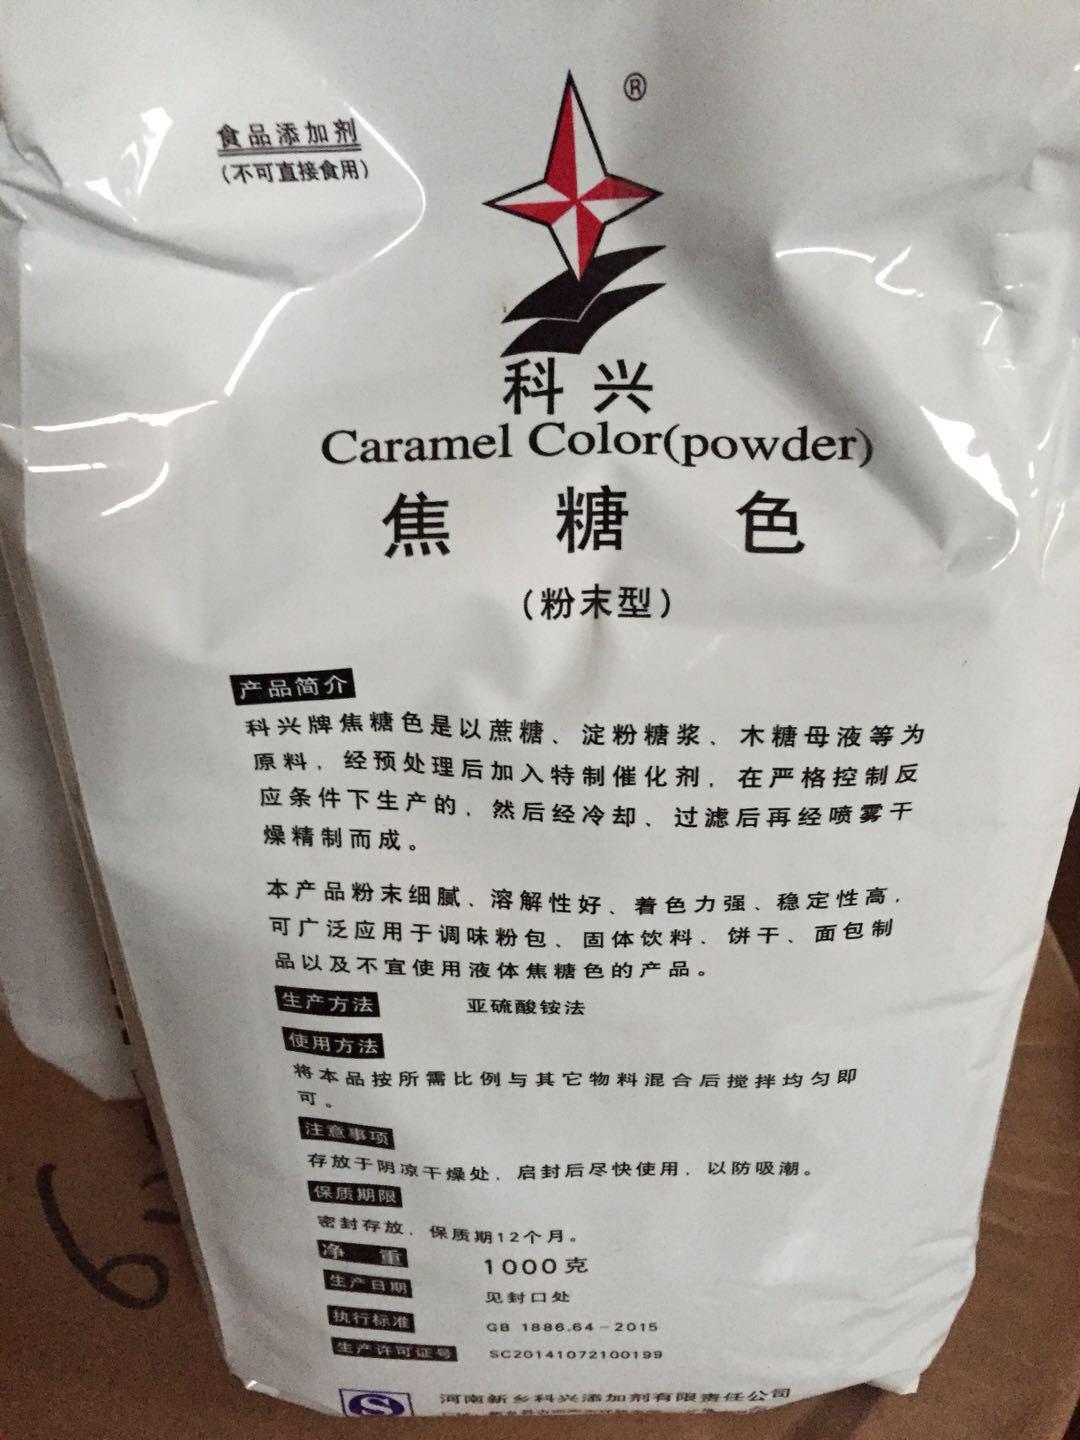 ®
食品添加剂
（不可直接食用）
科兴
Caramel Color(powder)
焦糖色
（粉末型）
产品简介
科兴牌焦糖色是以蔗糖、淀粉糖浆、木糖母液等为
原料，经预处理后加入特制催化剂，在严格控制反
应条件下生产的，然后经冷却、过滤后再经喷雾干
燥精制而成。
本产品粉末细腻、溶解性好、着色力强、稳定性高，
可广泛应用于调味粉包、固体饮料、饼干、面包制
品以及不宜使用液体焦糖色的产品。
生产方法 亚硫酸铵法
使用方法
将本品按所需比例与其它物料混合后搅拌均匀即
可。
注意事项
存放于阴凉干燥处，启封后尽快使用，以防吸潮。
保质期限
密封存放，保质期12个月。
净重 1000克
生产日期 见封口处
执行标准 GB 1886.64-2015
生产许可证号 SC20141072100199
河南新乡科兴添加剂有限责任公司